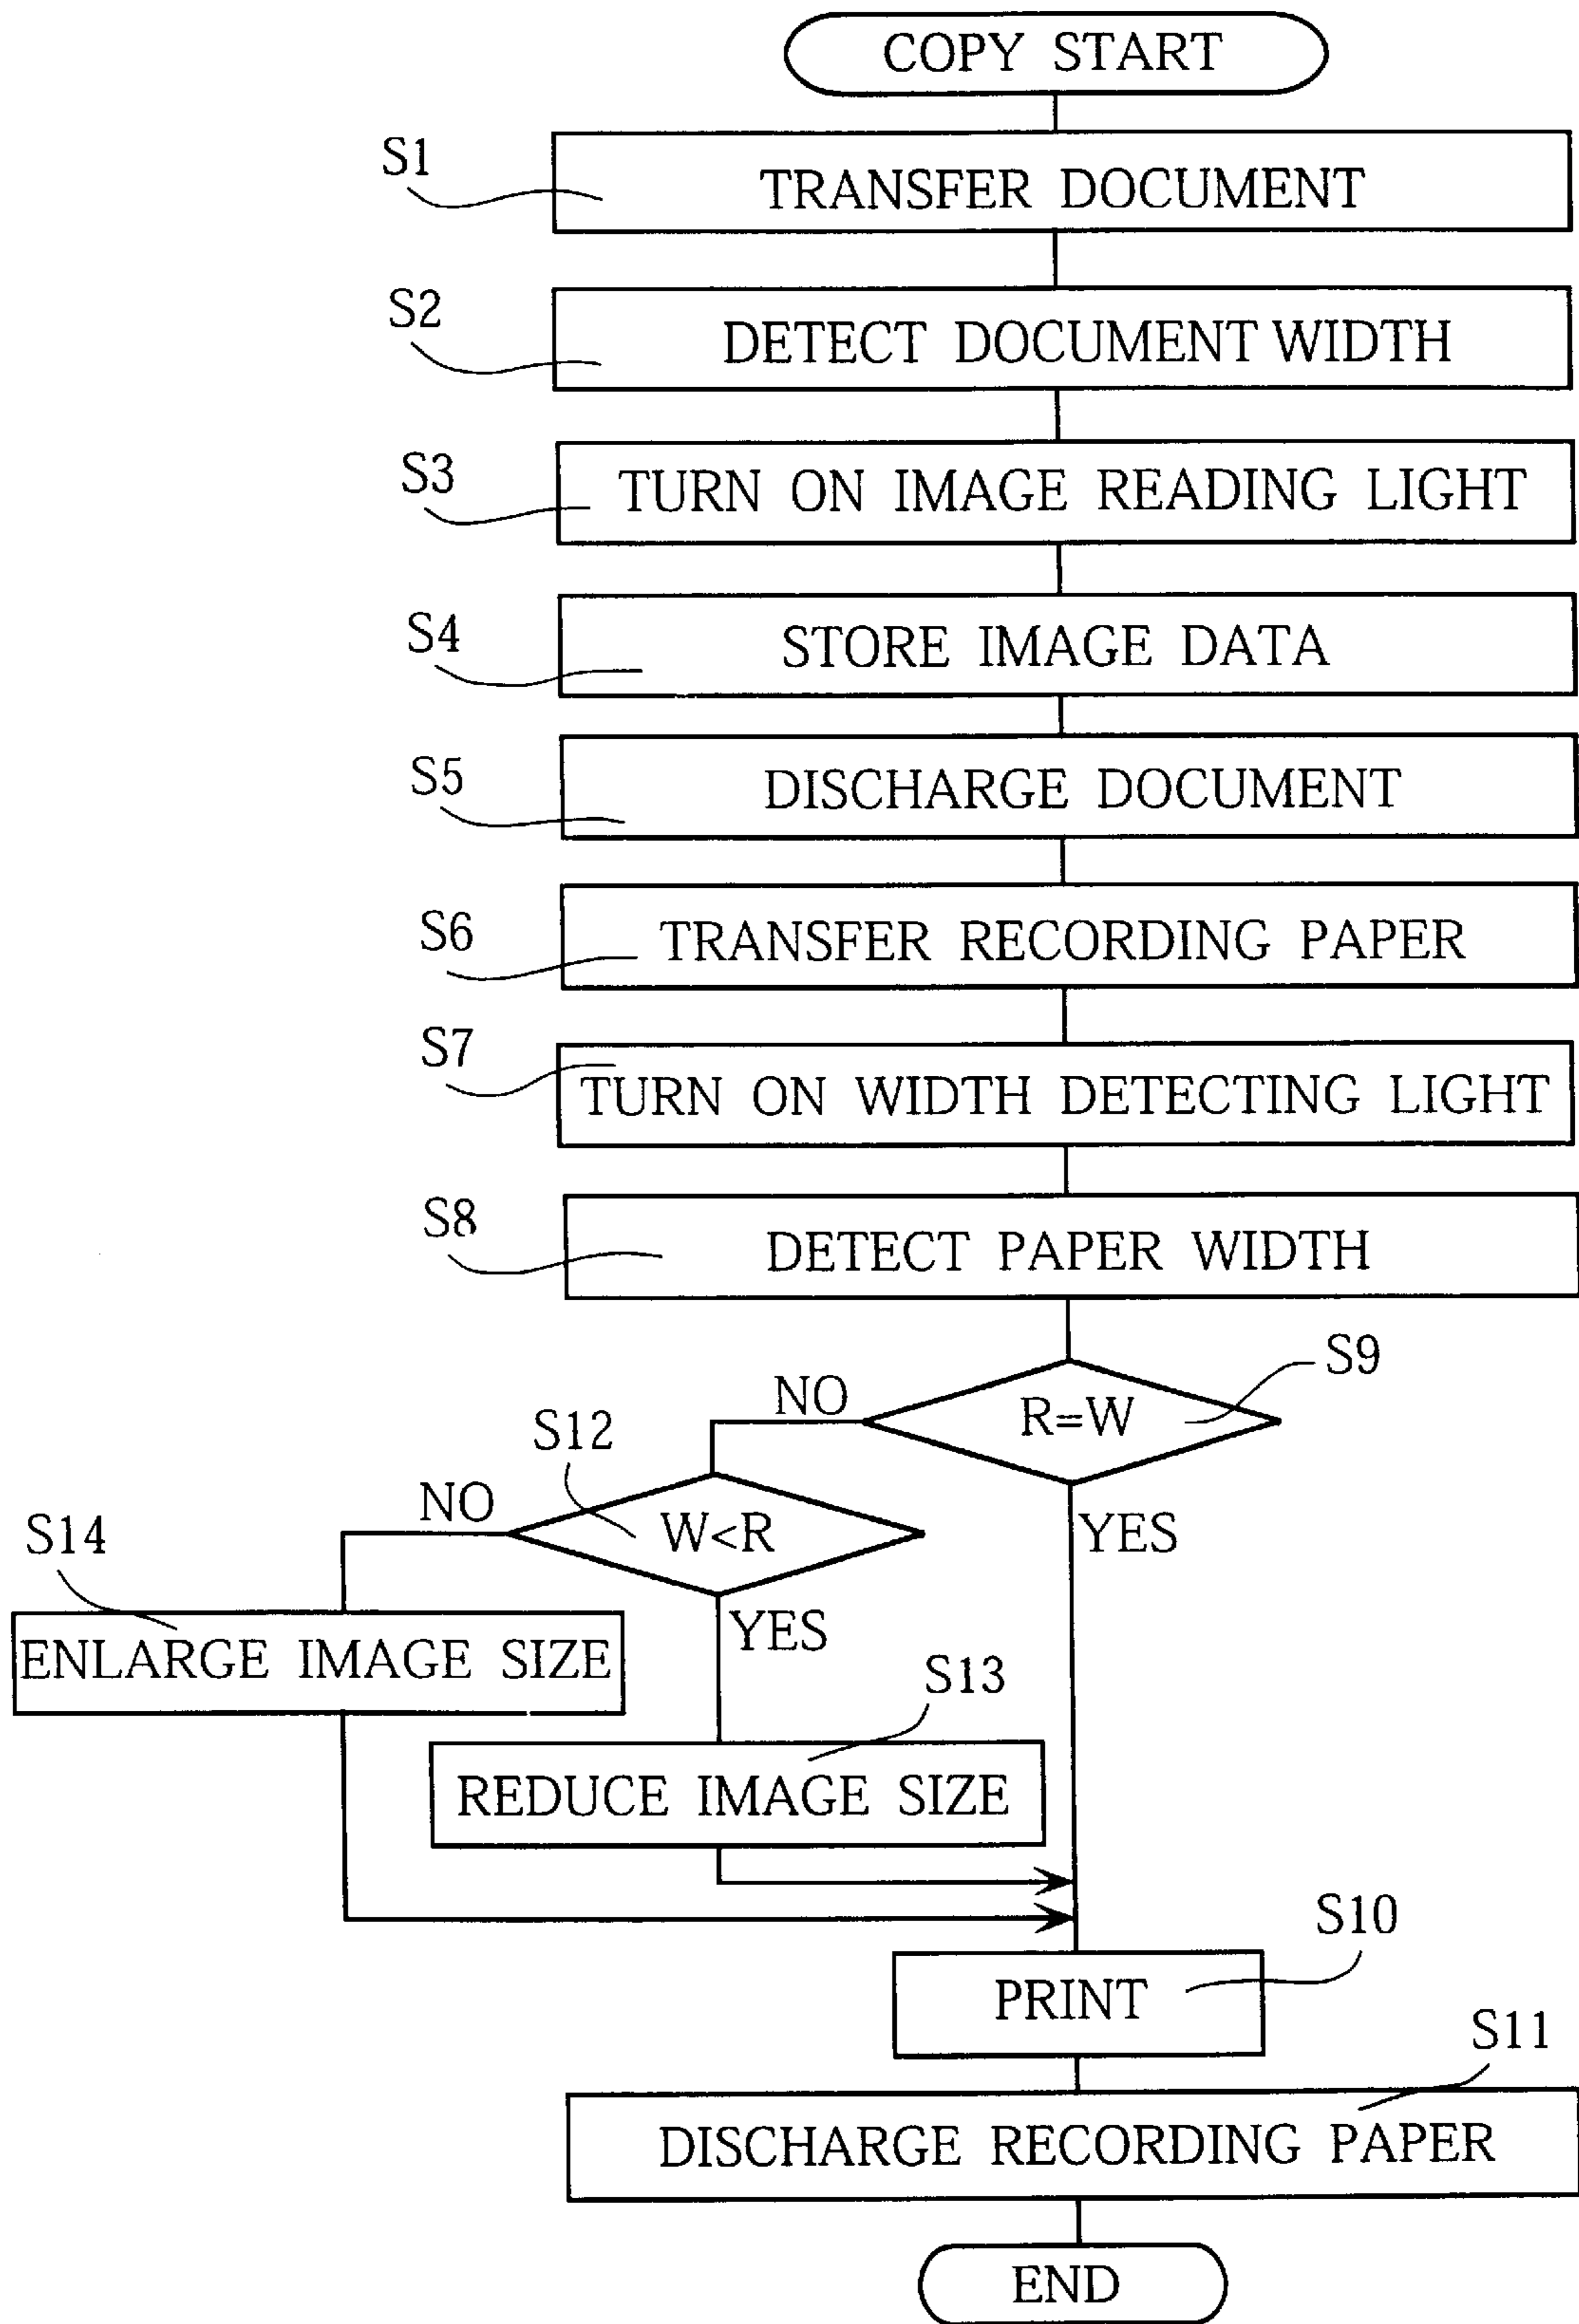 COPY START
S1
TRANSFER DOCUMENT
S2
DETECT DOCUMENT WIDTH
S3
TURN ON IMAGE READING LIGHT
S4
STORE IMAGE DATA
S5
DISCHARGE DOCUMENT
S6
TRANSFER RECORDING PAPER
S7
TURN ON WIDTH DETECTING LIGHT
S8
DETECT PAPER WIDTH
S9
R=W
NO
YES
S12
W<R
NO
YES
S14
ENLARGE IMAGE SIZE
S13
REDUCE IMAGE SIZE
S10
PRINT
S11
DISCHARGE RECORDING PAPER
END